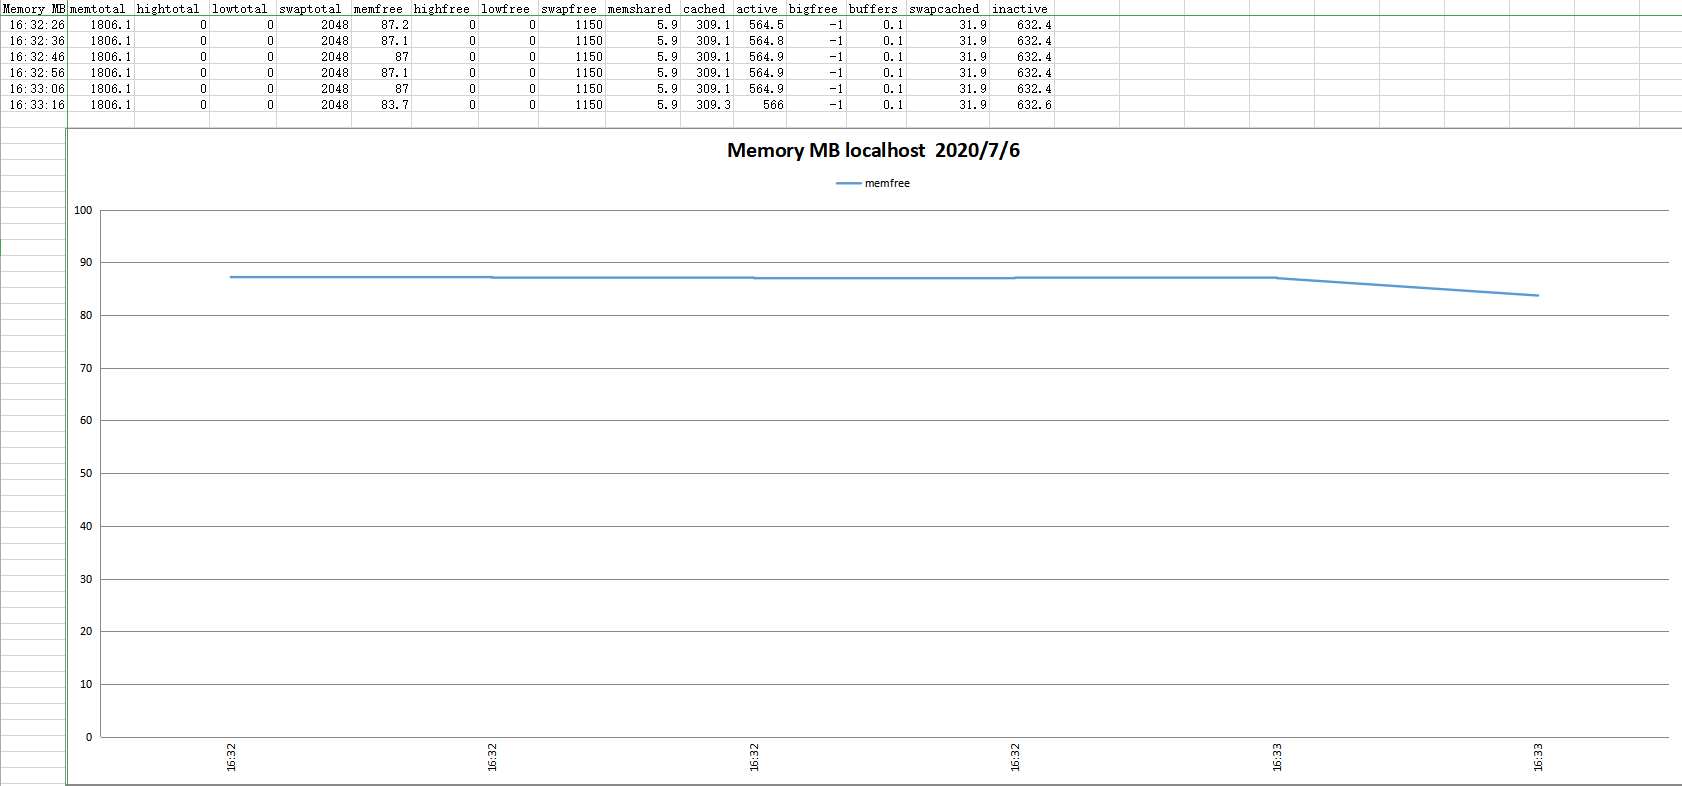 Memory MB memtotal hightotal lowtotal swaptotal memfree highfree lowfree swapfree memshared cached active bigfree buffers swapcached inactive
16:32:26 1806.1 0 0 2048 87.2 0 0 1150 5.9 309.1 564.5 -1 0.1 31.9 632.4
16:32:36 1806.1 0 0 2048 87.1 0 0 1150 5.9 309.1 564.8 -1 0.1 31.9 632.4
16:32:46 1806.1 0 0 2048 87 0 0 1150 5.9 309.1 564.9 -1 0.1 31.9 632.4
16:32:56 1806.1 0 0 2048 87.1 0 0 1150 5.9 309.1 564.9 -1 0.1 31.9 632.4
16:33:06 1806.1 0 0 2048 87 0 0 1150 5.9 309.1 564.9 -1 0.1 31.9 632.4
16:33:16 1806.1 0 0 2048 83.7 0 0 1150 5.9 309.3 566 -1 0.1 31.9 632.6
Memory MB localhost 2020/7/6
memfree
100
90
80
70
60
50
40
30
20
10
0
16:32 16:32 16:32 16:32 16:33 16:33